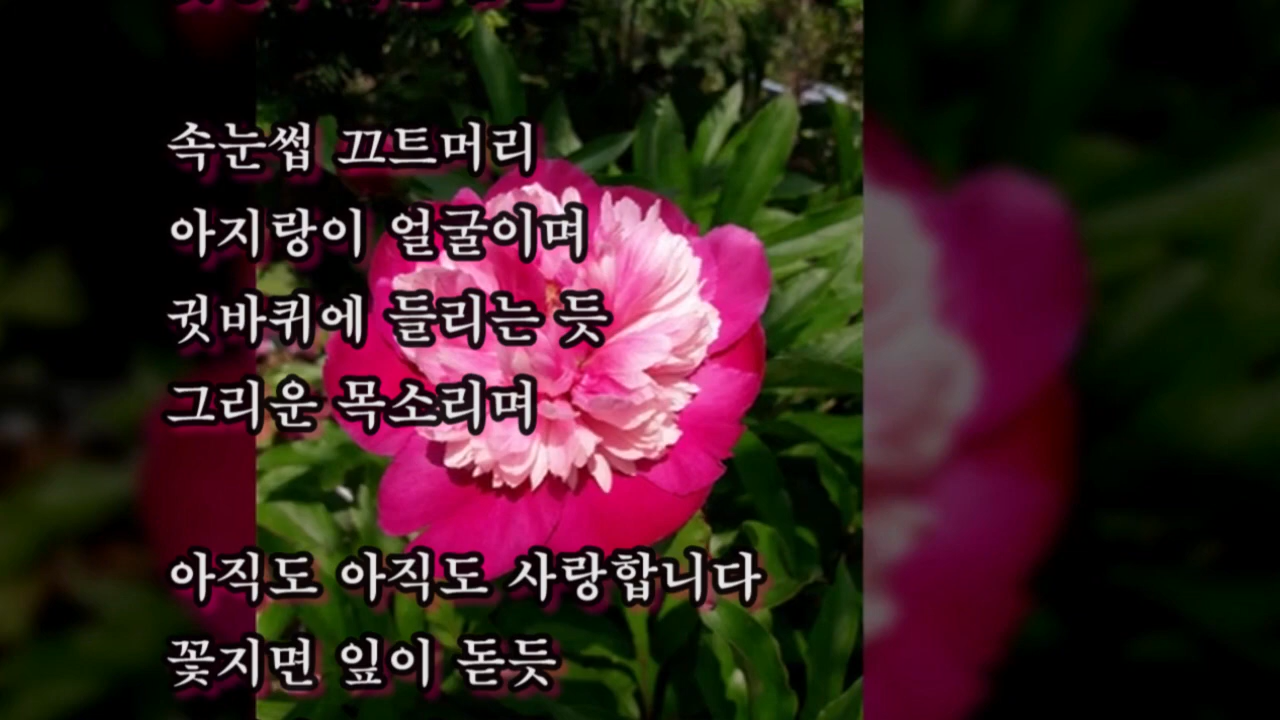 속눈썹 끄트머리
아지랑이 얼굴이며
귓바퀴에 들리는 듯
그리운 목소리며
아직도 아직도 사랑합니다
꽃지면 잎이 돋듯